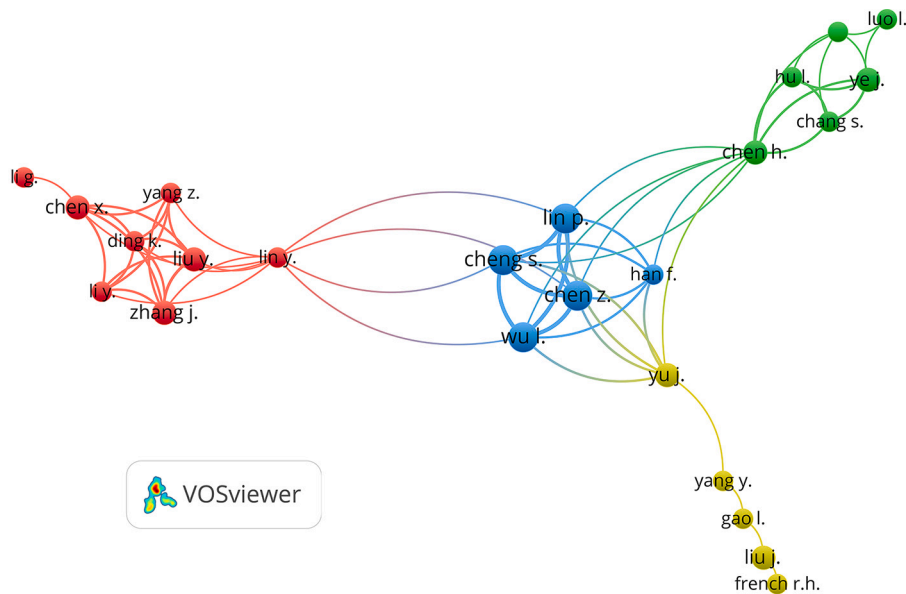 luo l.
hu l.
ye j.
chang s.
chen h.
li g.
yang z.
chen x.
lin p.
ding k.
liu y.
lin y.
cheng s.
han f.
li y.
chen z.
zhang j.
wu l.
yu j.
yang y.
VOSviewer
gao l.
liu j.
french r.h.